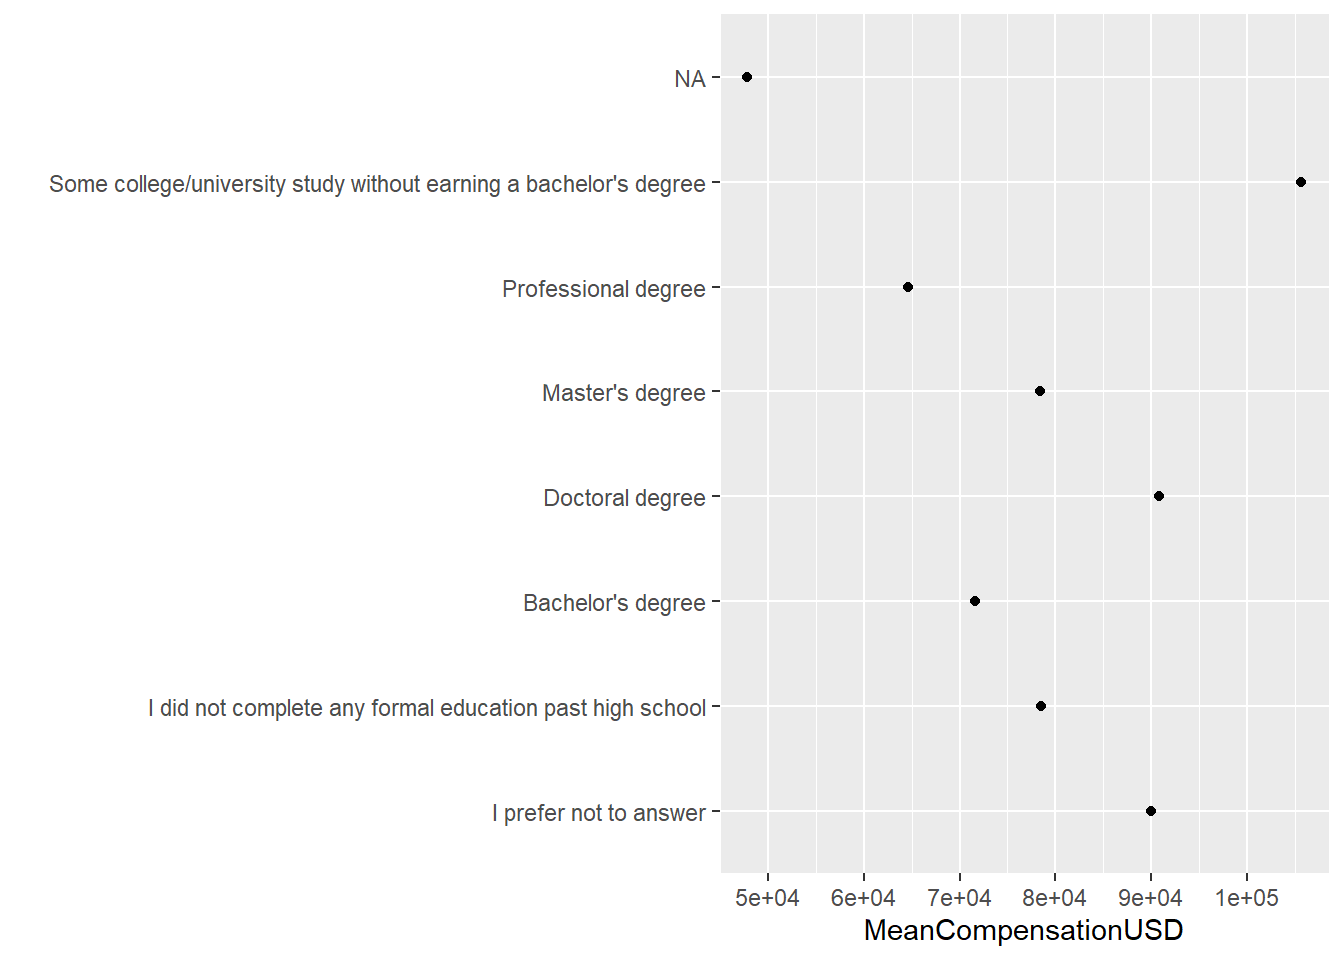 NA
Some college/university study without earning a bachelor's degree
Professional degree
Master's degree
Doctoral degree
Bachelor's degree
I did not complete any formal education past high school
I prefer not to answer
5e+04 6e+04 7e+04 8e+04 9e+04 1e+05
MeanCompensationUSD